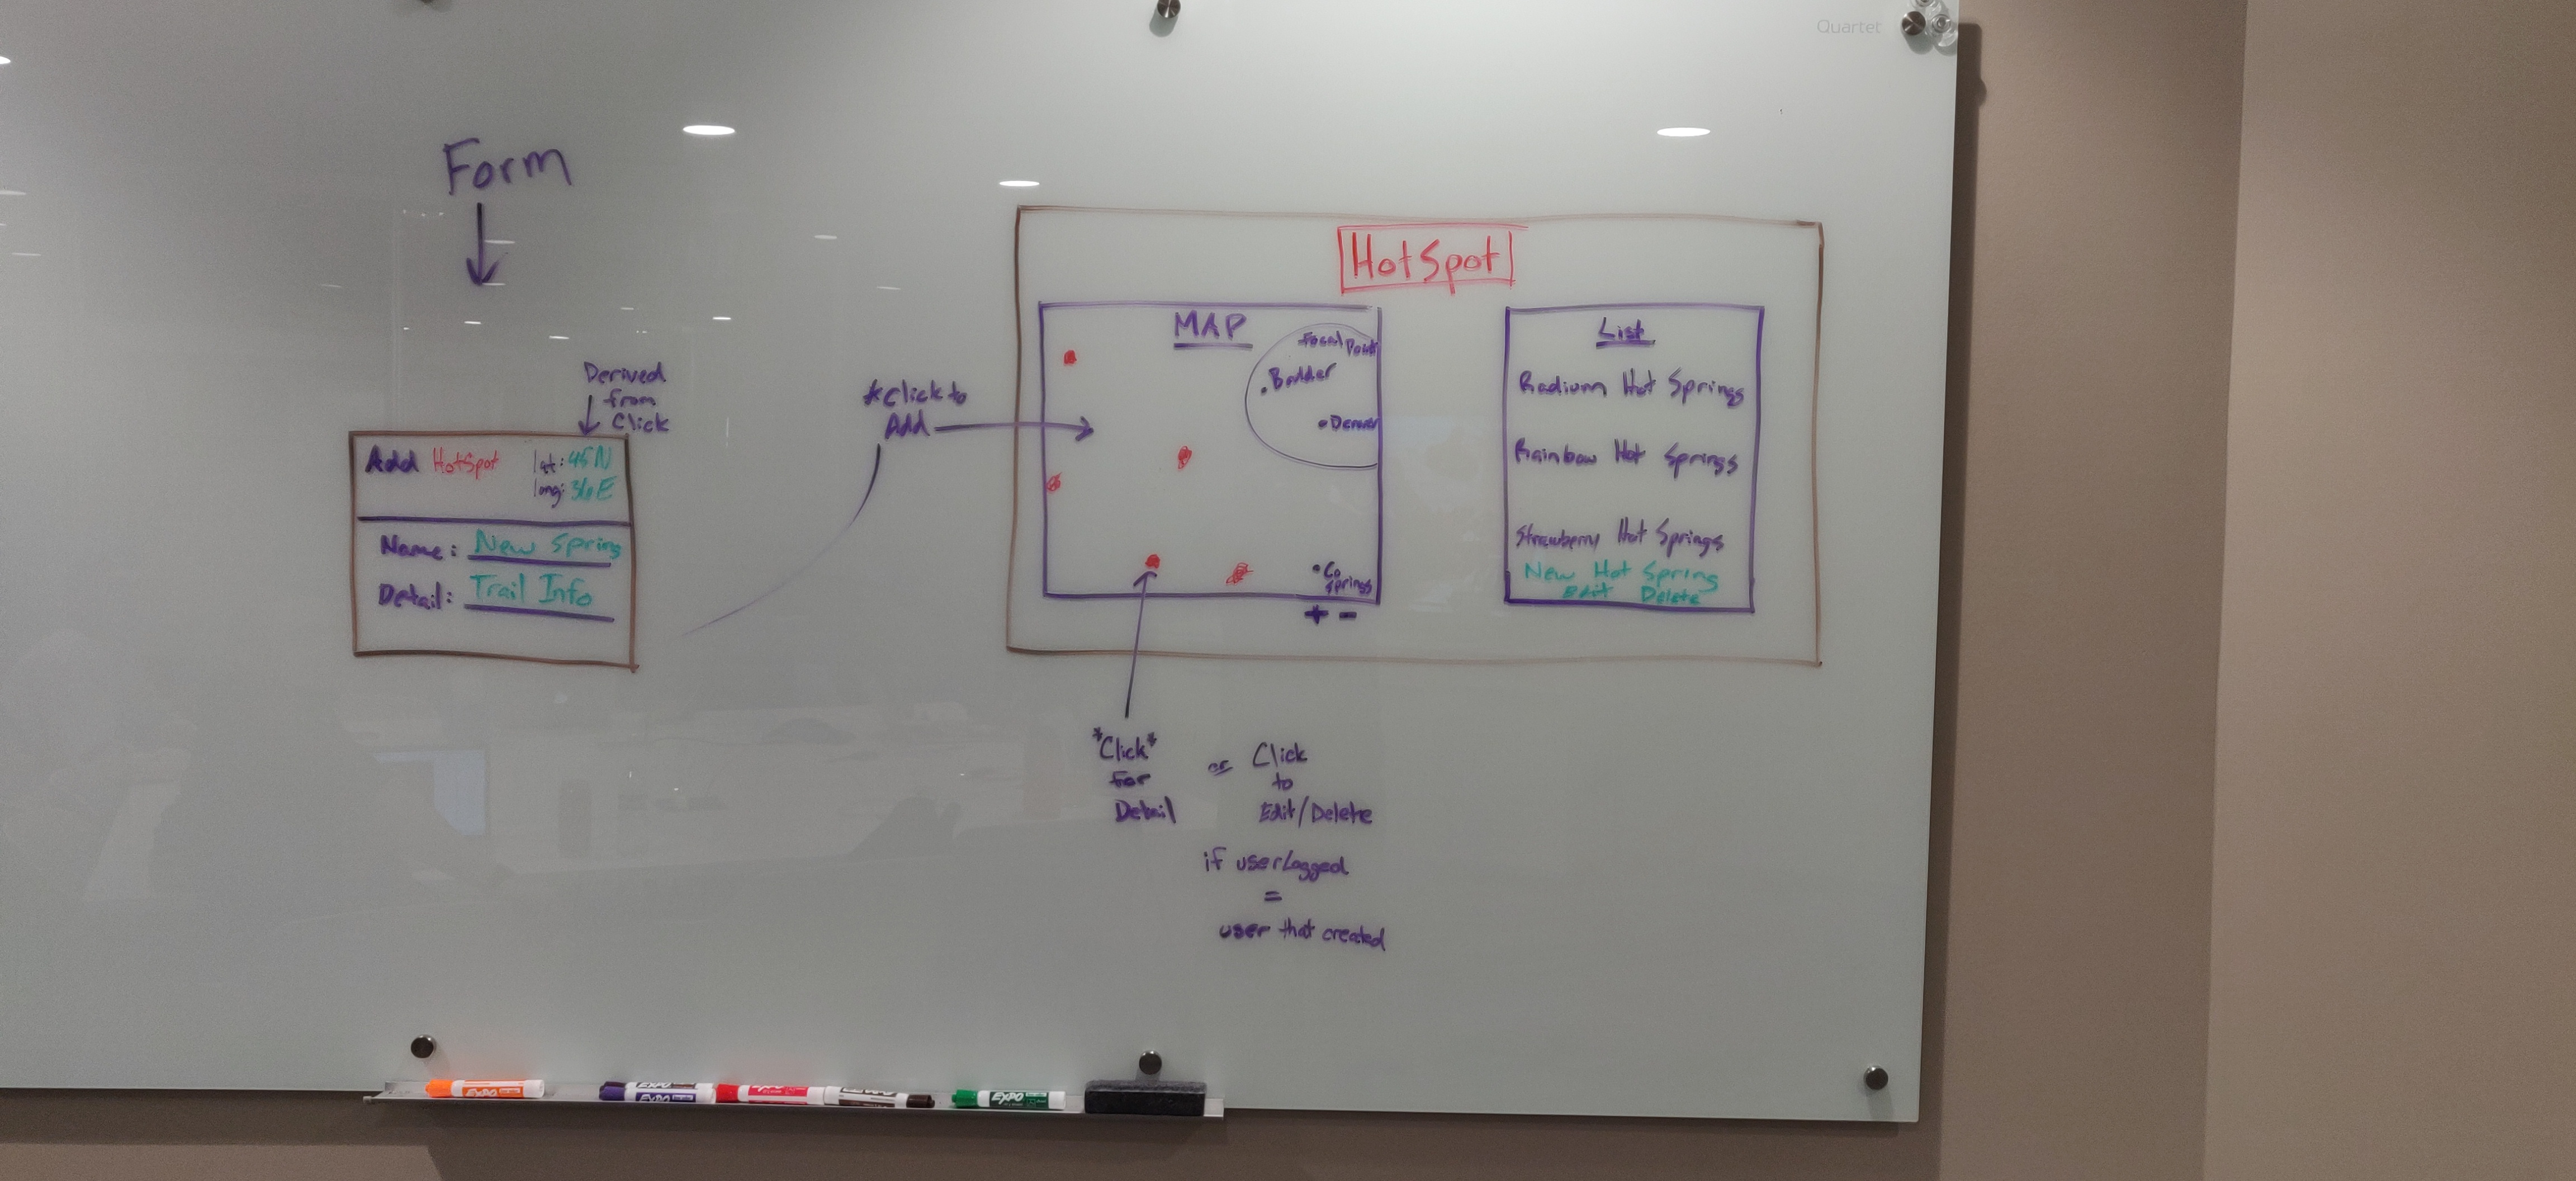 Quartet
Form
Derived
from
Click
Add HotSpot
lat: 45N
long: 36E
Name: New Spring
Detail: Trail Info
*Click to
Add
HotSpot
MAP
Focal Point
Boulder
Denver
Co
Springs
+ -
List
Radium Hot Springs
Rainbow Hot Springs
Strawberry Hot Springs
New Hot Spring
Edit Delete
*Click*
For
Detail
or
Click
to
Edit/Delete
if userLogged
=
user that created
EXPO
EXPO
EXPO
EXPO